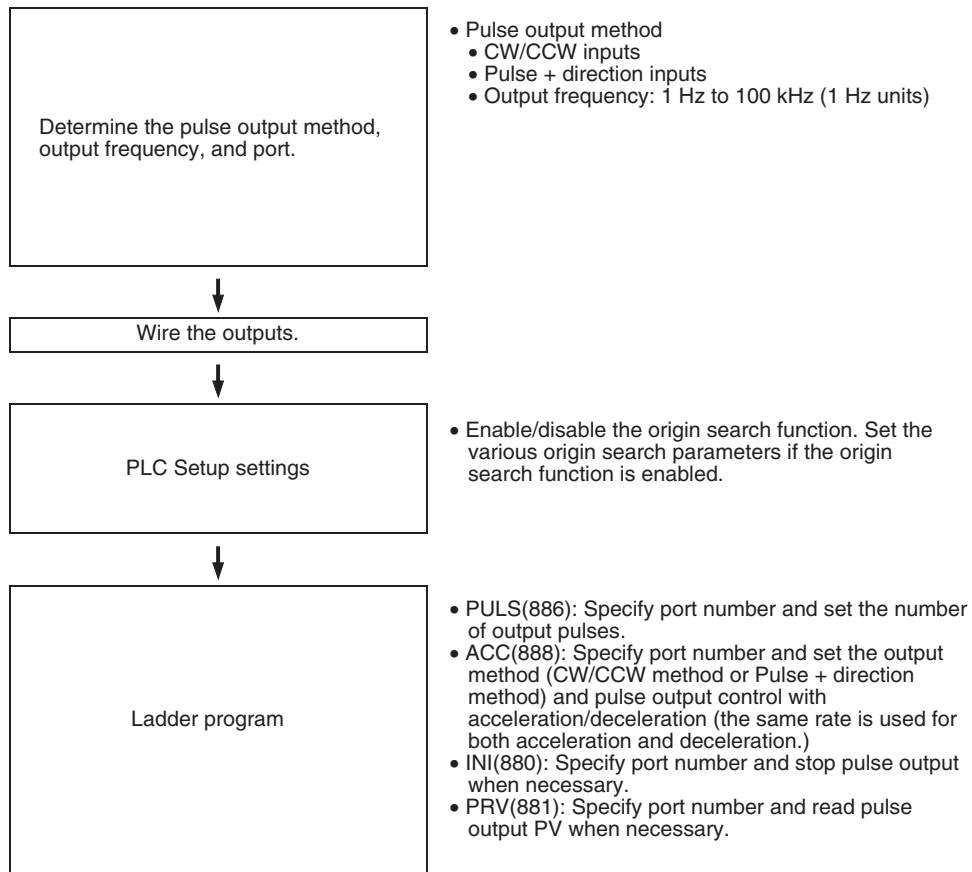 Determine the pulse output method,
output frequency, and port.
• Pulse output method
• CW/CCW inputs
• Pulse + direction inputs
• Output frequency: 1 Hz to 100 kHz (1 Hz units)
Wire the outputs.
PLC Setup settings
• Enable/disable the origin search function. Set the
various origin search parameters if the origin
search function is enabled.
Ladder program
• PULS(886): Specify port number and set the number
of output pulses.
• ACC(888): Specify port number and set the output
method (CW/CCW method or Pulse + direction
method) and pulse output control with
acceleration/deceleration (the same rate is used for
both acceleration and deceleration.)
• INI(880): Specify port number and stop pulse output
when necessary.
• PRV(881): Specify port number and read pulse
output PV when necessary.